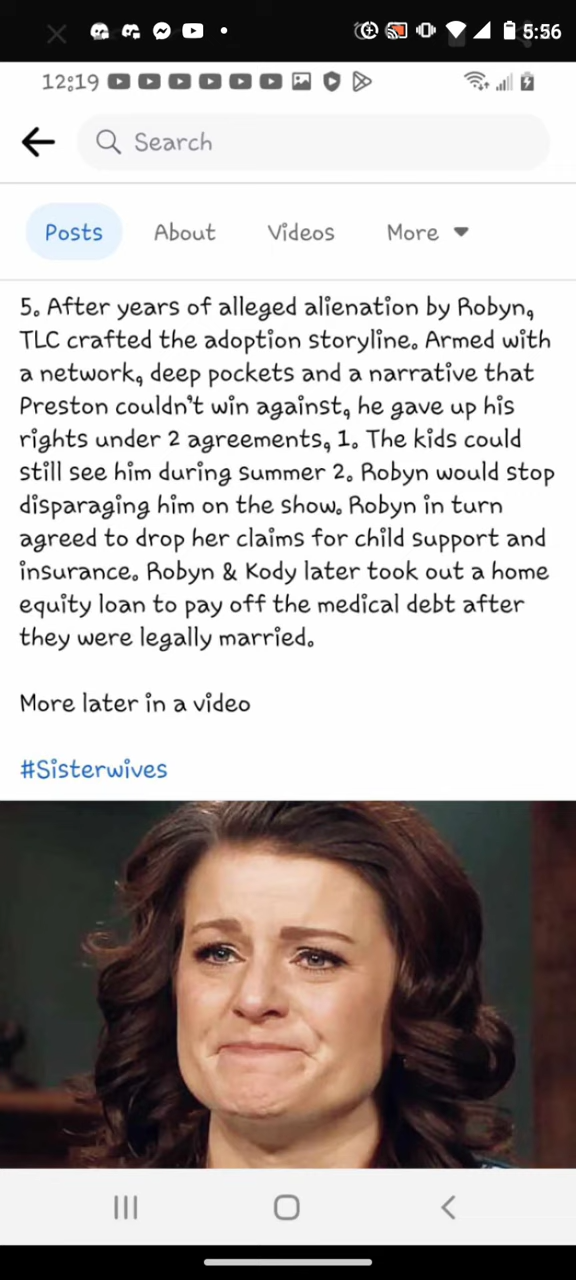 5:56
12:19
Search
Posts About Videos More
5. After years of alleged alienation by Robyn,
TLC crafted the adoption storyline. Armed with
a network, deep pockets and a narrative that
Preston couldn't win against, he gave up his
rights under 2 agreements, 1. The kids could
still see him during summer 2. Robyn would stop
disparaging him on the show. Robyn in turn
agreed to drop her claims for child support and
insurance. Robyn & Kody later took out a home
equity loan to pay off the medical debt after
they were legally married.
More later in a video
#Sisterwives